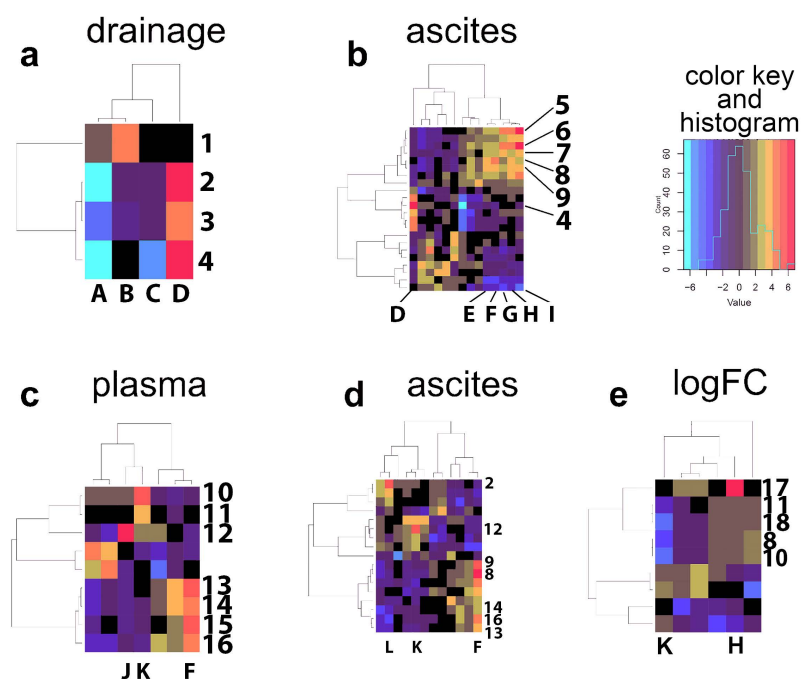 a
drainage
1
2
3
4
A B C D
b
ascites
5
6
7
8
9
4
D E F G H I
color key
and
histogram
Count
0 10 20 30 40 50 60
-6 -2 0 2 4 6
Value
c
plasma
10
11
12
13
14
15
16
J K F
d
ascites
2
12
9
8
14
16
13
L K F
e
logFC
17
11
18
8
10
K H